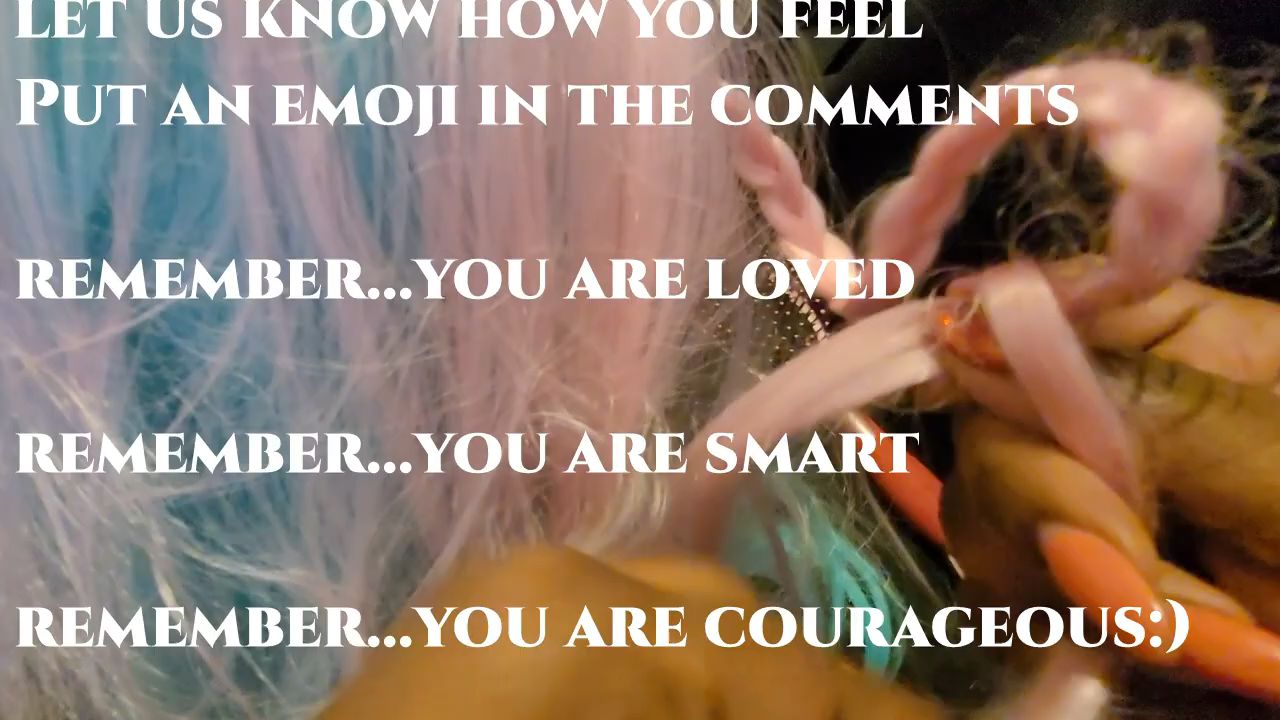 LET US KNOW HOW YOU FEEL
PUT AN EMOJI IN THE COMMENTS
REMEMBER...YOU ARE LOVED
REMEMBER...YOU ARE SMART
REMEMBER...YOU ARE COURAGEOUS:)